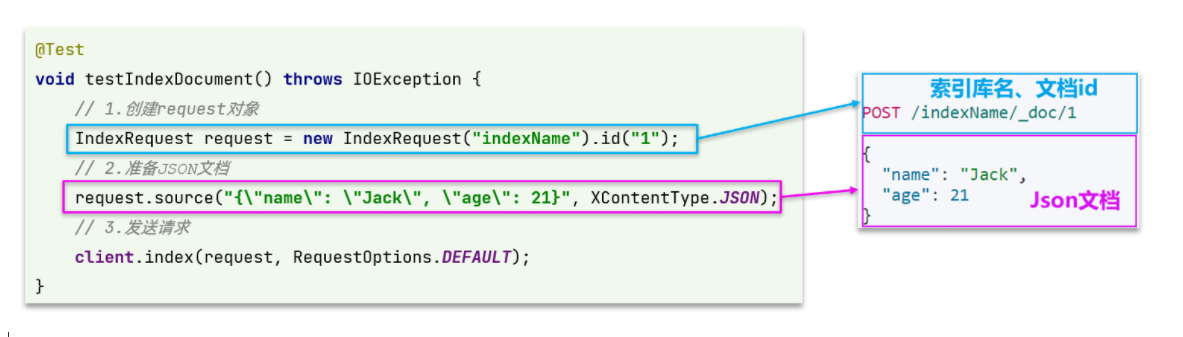 @Test
void testIndexDocument() throws IOException {
// 1.创建request对象
IndexRequest request = new IndexRequest("indexName").id("1");
// 2.准备JSON文档
request.source("{\"name\": \"Jack\", \"age\": 21}", XContentType.JSON);
// 3.发送请求
client.index(request, RequestOptions.DEFAULT);
}
索引库名、文档id
POST /indexName/_doc/1
{
"name": "Jack",
"age": 21
Json文档
}